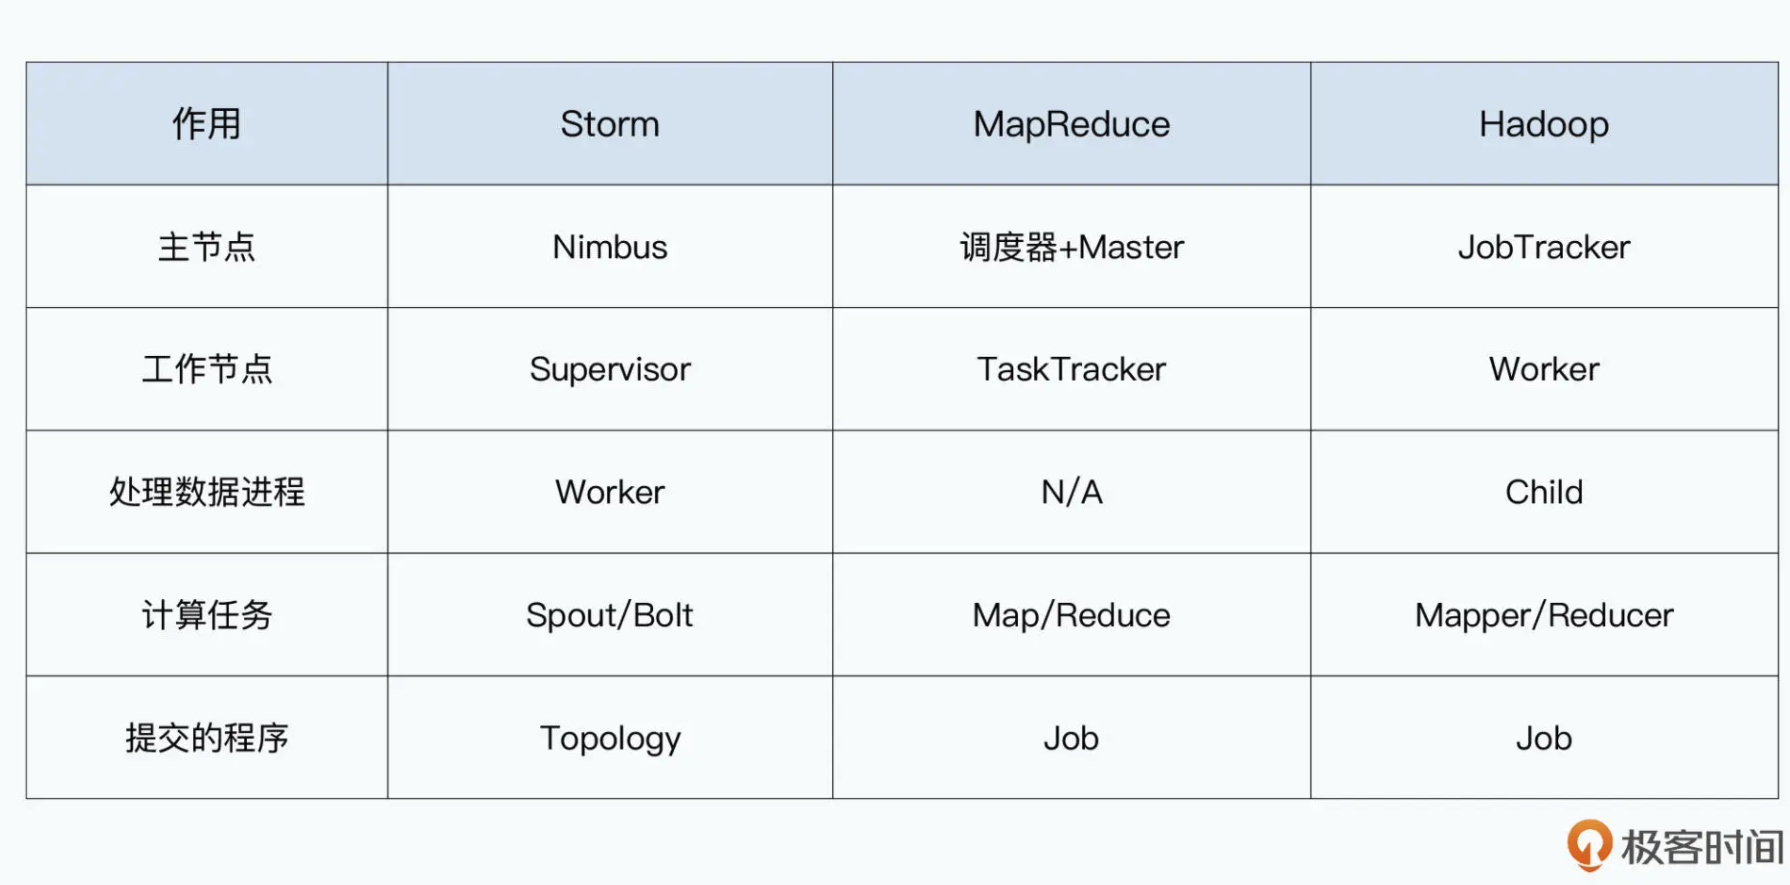 作用 Storm MapReduce Hadoop
主节点 Nimbus 调度器+Master JobTracker
工作节点 Supervisor TaskTracker Worker
处理数据进程 Worker N/A Child
计算任务 Spout/Bolt Map/Reduce Mapper/Reducer
提交的程序 Topology Job Job
极客时间